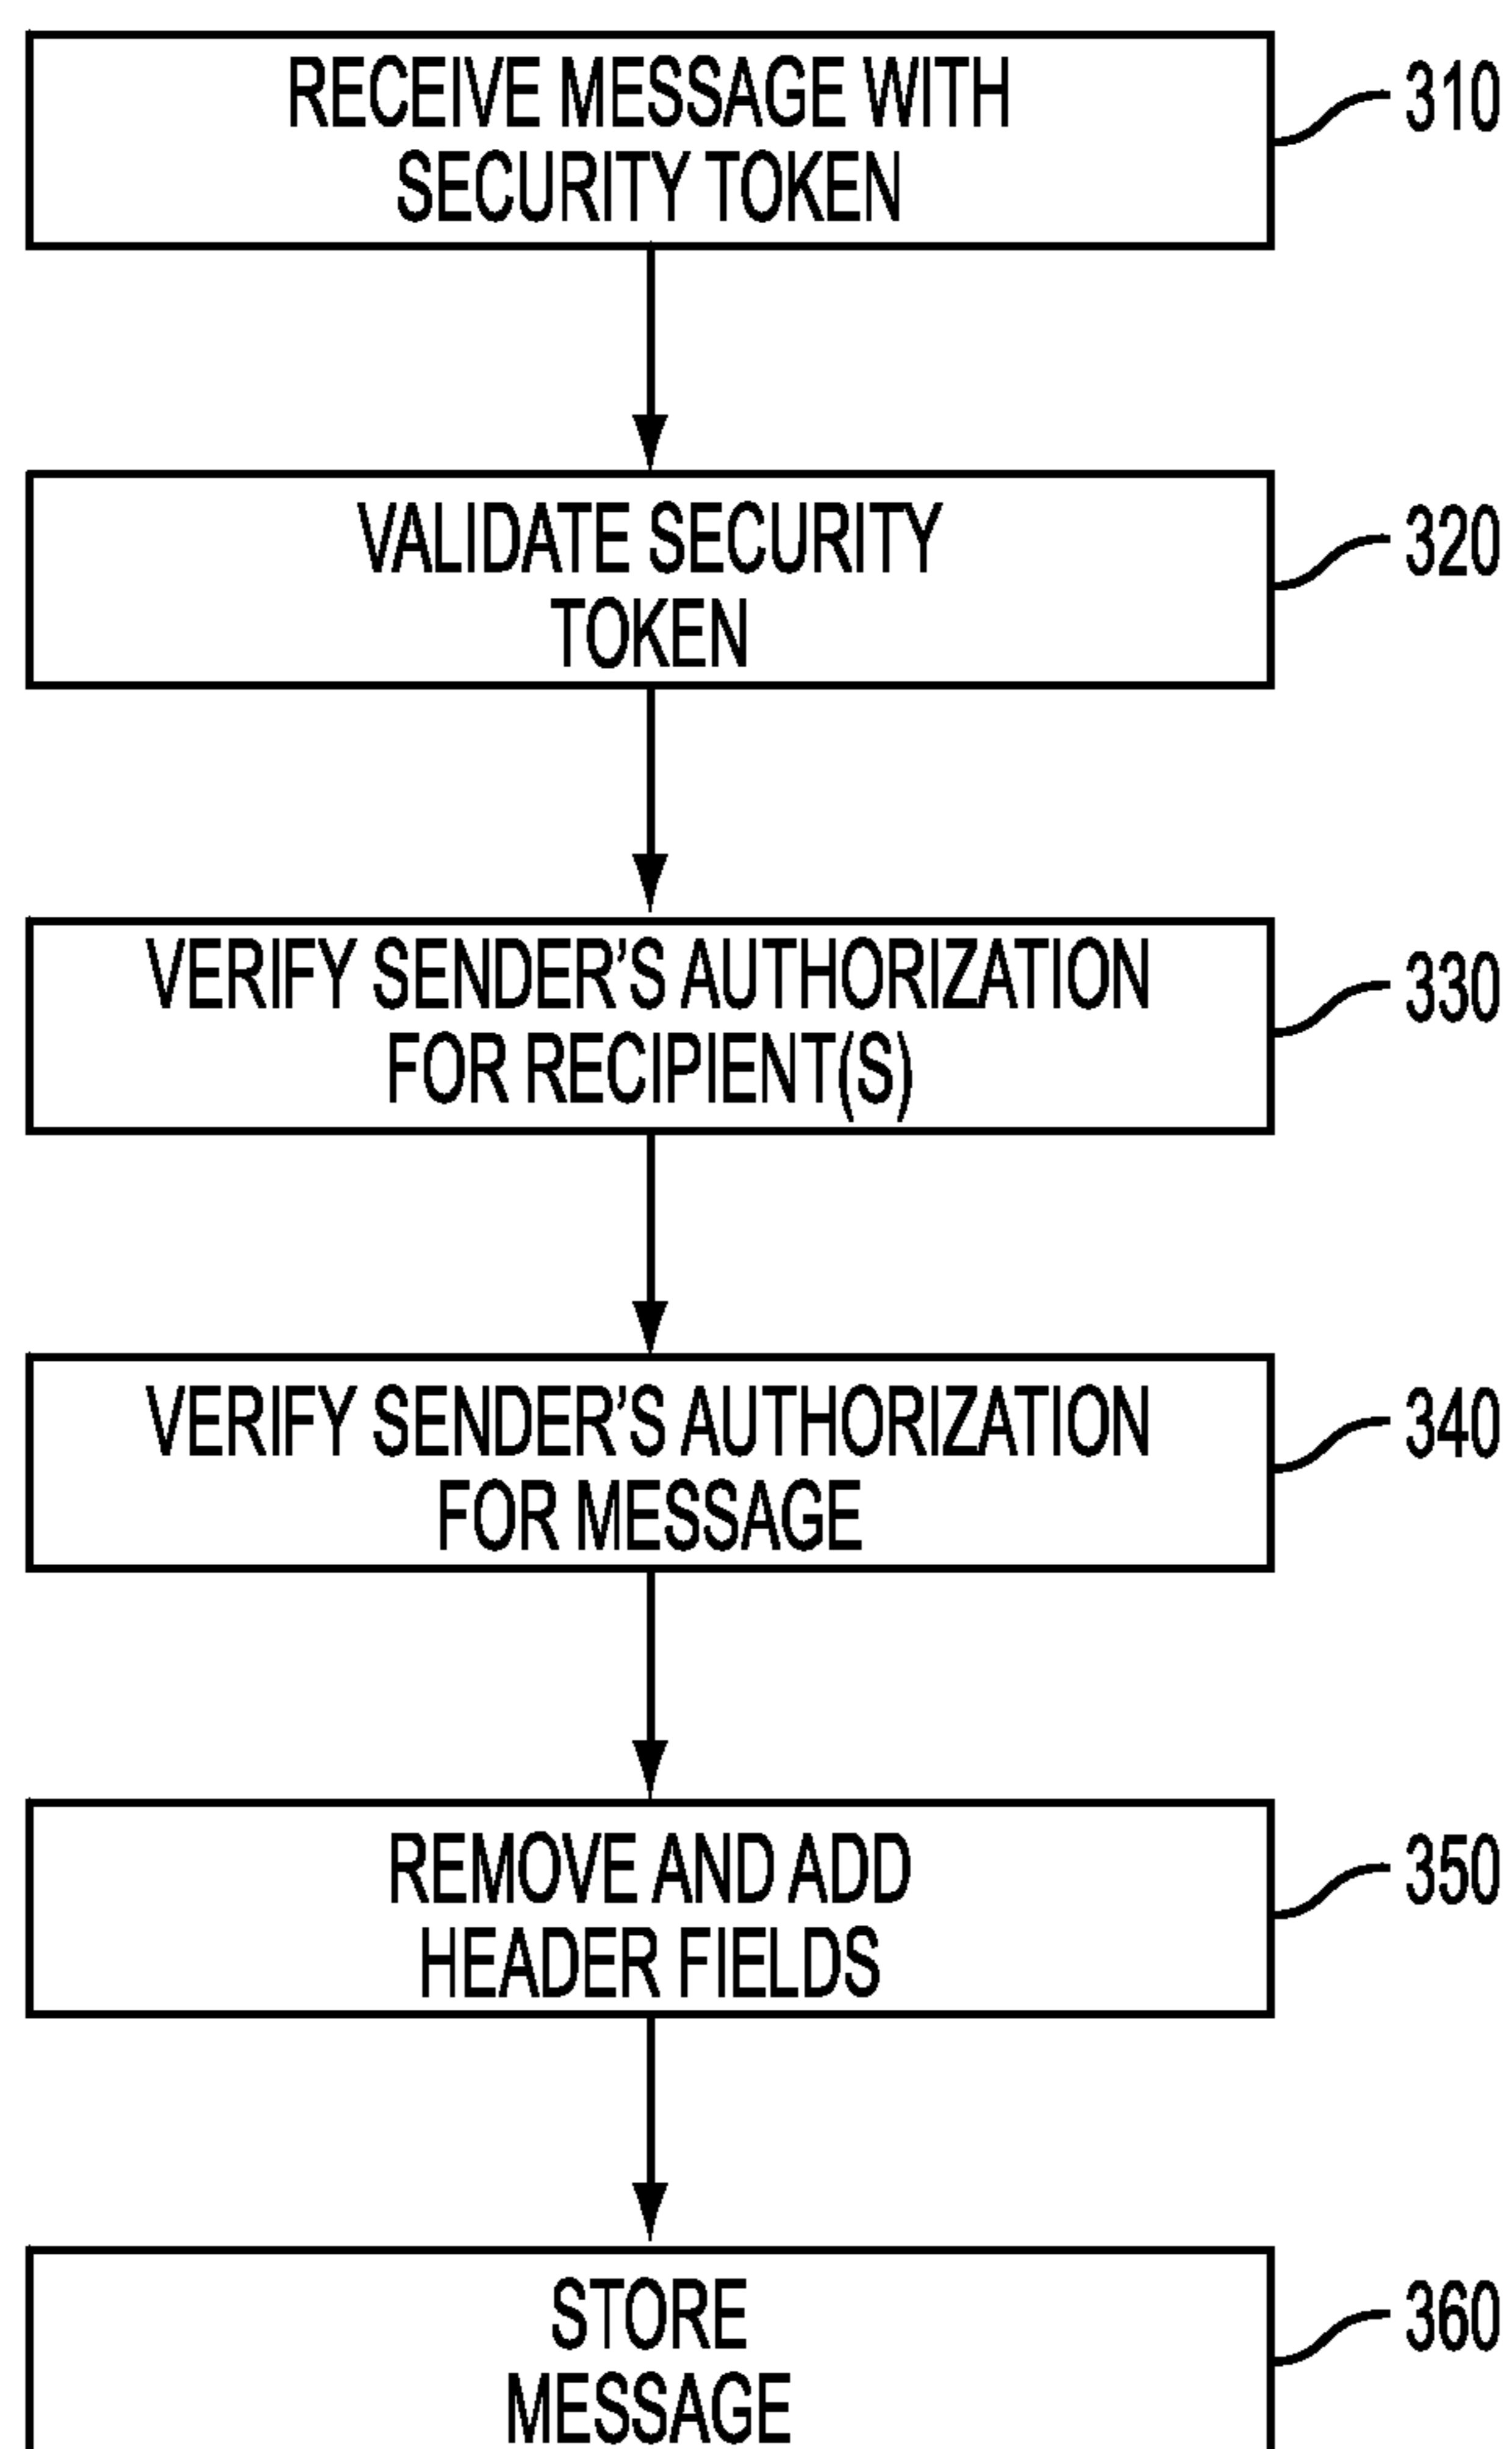 RECEIVE MESSAGE WITH
SECURITY TOKEN
310
VALIDATE SECURITY
TOKEN
320
VERIFY SENDER'S AUTHORIZATION
FOR RECIPIENT(S)
330
VERIFY SENDER'S AUTHORIZATION
FOR MESSAGE
340
REMOVE AND ADD
HEADER FIELDS
350
STORE
MESSAGE
360